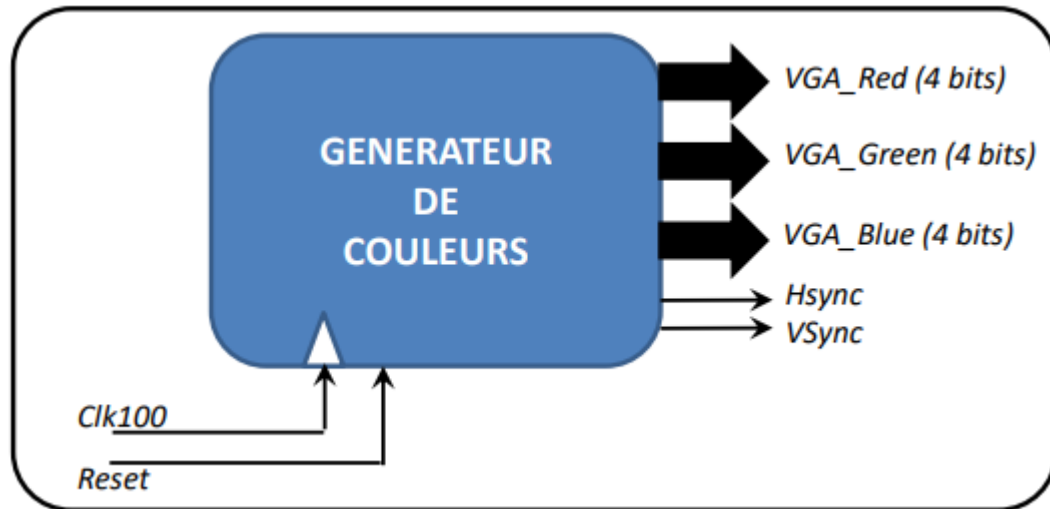 GENERATEUR
DE
COULEURS
VGA_Red (4 bits)
VGA_Green (4 bits)
VGA_Blue (4 bits)
Hsync
VSync
Clk100
Reset